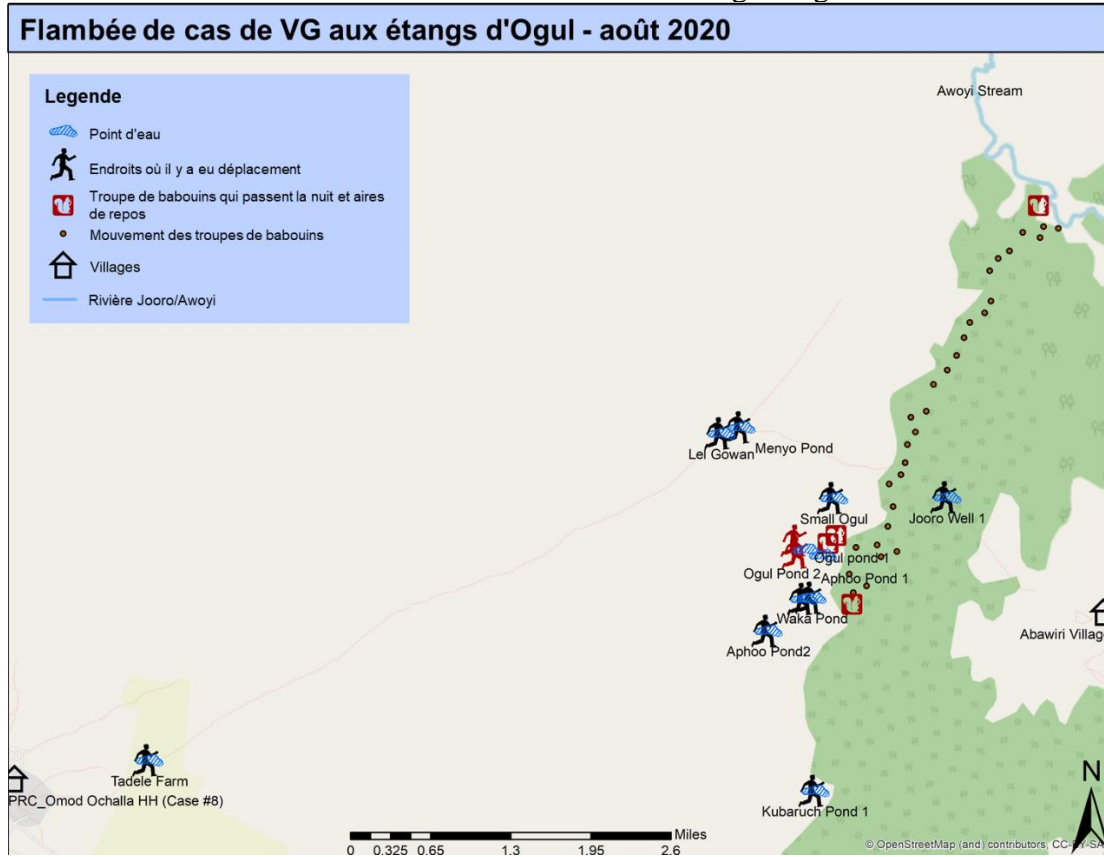 Flambée de cas de VG aux étangs d'Ogul - août 2020
Legende
Point d'eau
Endroits où il y a eu déplacement
Troupe de babouins qui passent la nuit et aires
de repos
Mouvement des troupes de babouins
Villages
Rivière Jooro/Awoyi
Awoyi Stream
Lel Gowan
Menyo Pond
Small Ogul
Jooro Well 1
Ogul pond 1
Ogul Pond 2
Aphoo Pond 1
Waka Pond
Abawiri Village
Aphoo Pond2
Tadele Farm
PRC_Omod Ochalla HH (Case #8)
Kubaruch Pond 1
N
Miles
0 0.325 0.65 1.3 1.95 2.6
© OpenStreetMap (and) contributors, CC-BY-SA